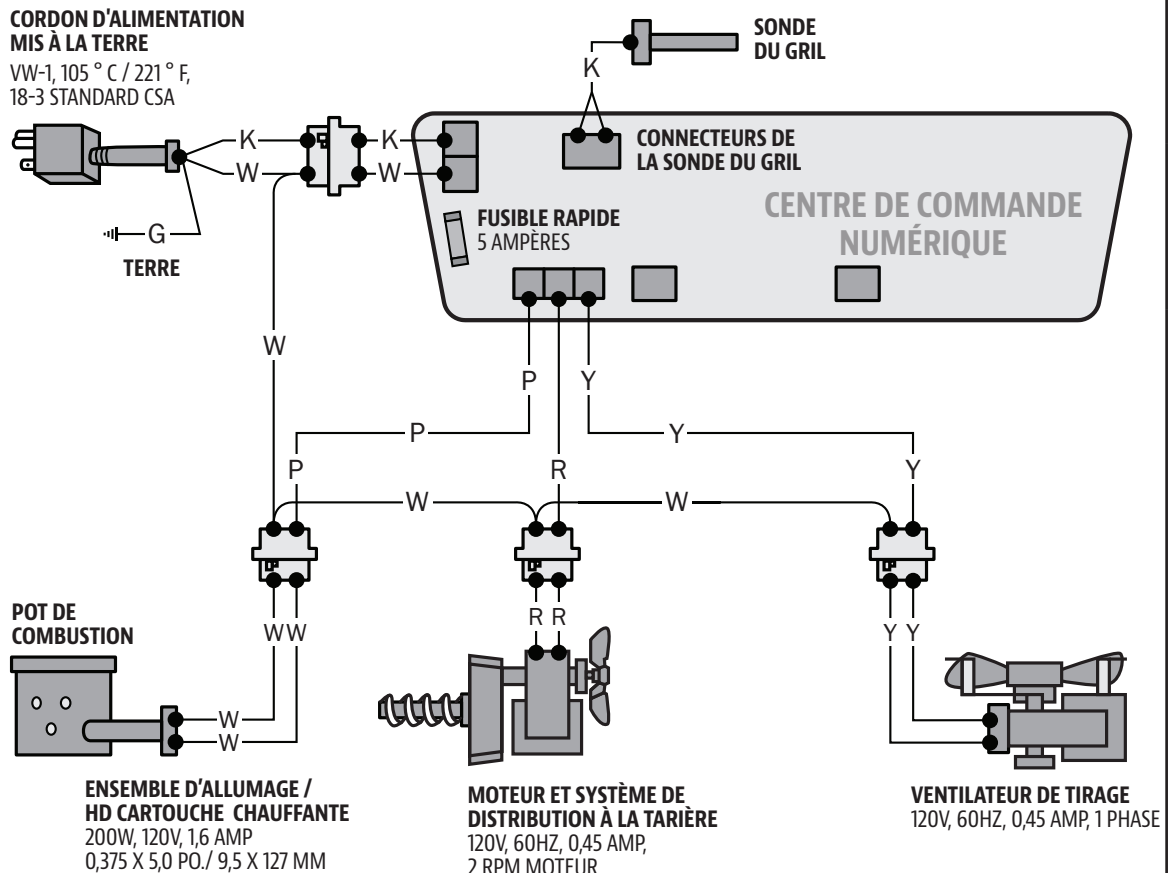 CORDON D'ALIMENTATION
MIS À LA TERRE
VW-1, 105 ° C / 221 ° F,
18-3 STANDARD CSA
SONDE
DU GRIL
K
K
K
W
W
CONNECTEURS DE
LA SONDE DU GRIL
CENTRE DE COMMANDE
NUMÉRIQUE
FUSIBLE RAPIDE
5 AMPÈRES
G
TERRE
W
P
Y
P
Y
P
R
Y
W
W
POT DE
COMBUSTION
W W
R R
Y Y
W
W
ENSEMBLE D'ALLUMAGE /
HD CARTOUCHE CHAUFFANTE
200W, 120V, 1,6 AMP
0,375 X 5,0 PO./ 9,5 X 127 MM
MOTEUR ET SYSTÈME DE
DISTRIBUTION À LA TARIÈRE
120V, 60HZ, 0,45 AMP,
2 RPM MOTEUR
VENTILATEUR DE TIRAGE
120V, 60HZ, 0,45 AMP, 1 PHASE